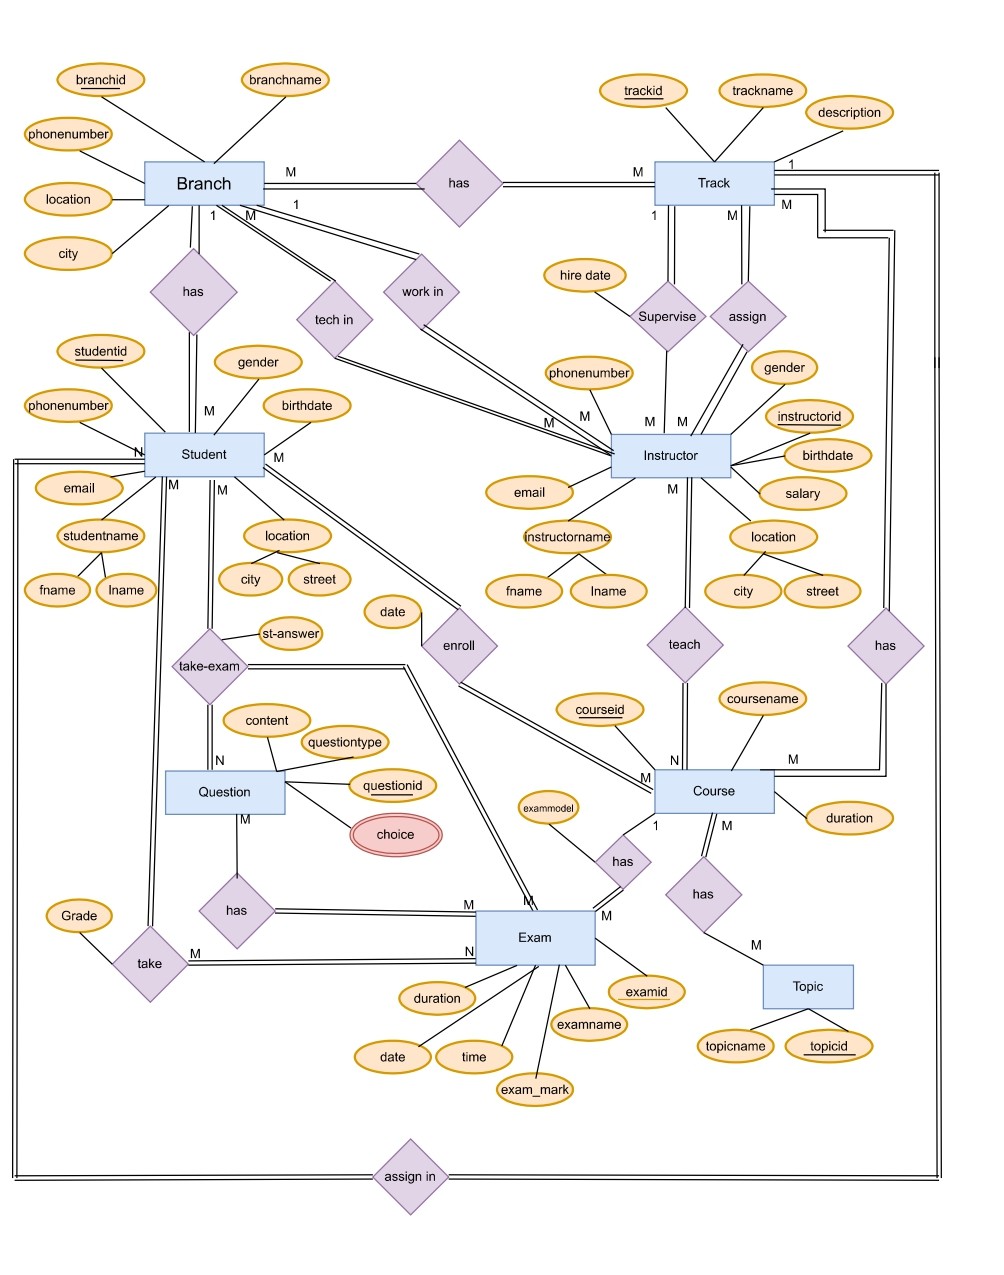 branchid
branchname
trackid
trackname
description
phonenumber
location
city
Branch
M
has
M
Track
1
1
M
1
1
M
M
has
tech in
work in
hire date
Supervise
assign
studentid
gender
phonenumber
birthdate
M
phonenumber
gender
instructorid
birthdate
salary
M
M
M
M
N
Student
M
Instructor
M
M
M
email
studentname
location
fname
lname
city
street
email
instructorname
location
fname
lname
city
street
date
st-answer
take-exam
enroll
teach
has
content
questiontype
courseid
coursename
N
N
M
M
Question
questionid
Course
M
choice
exammodel
1
M
duration
has
has
Grade
has
M
M
M
Exam
M
take
M
N
Topic
duration
examid
examname
date
time
exam_mark
topicname
topicid
assign in